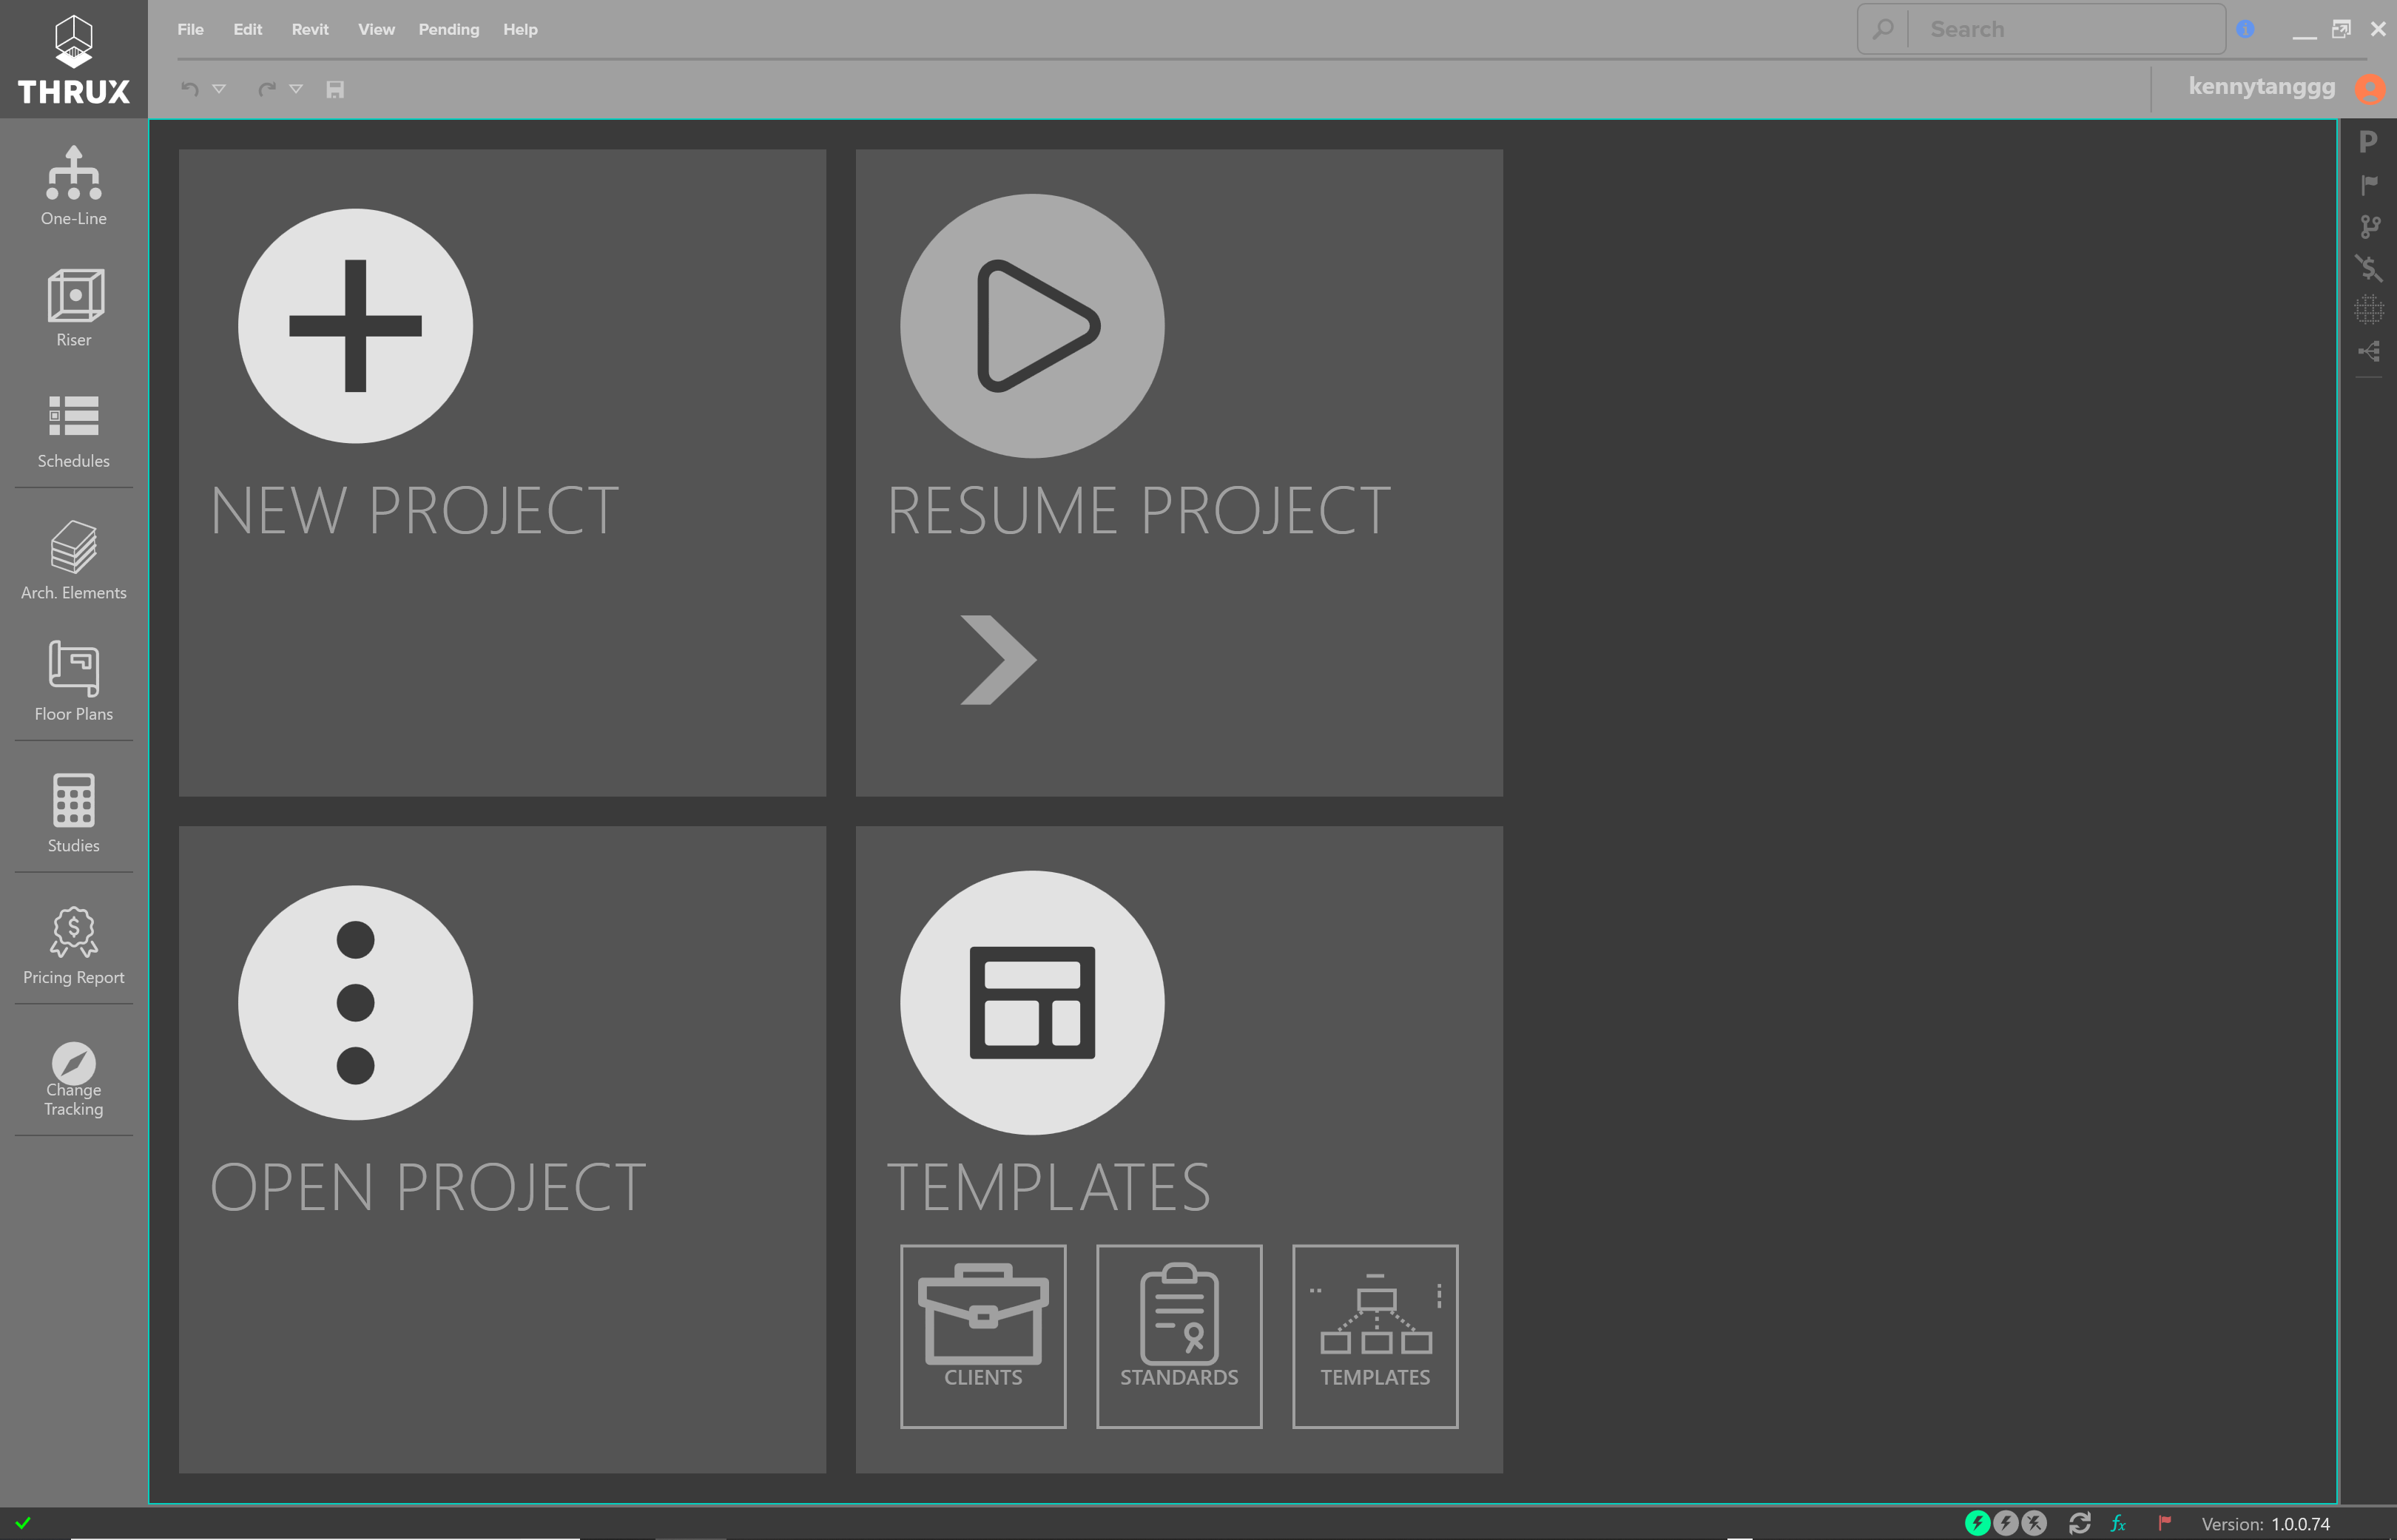 THRUX
File Edit Revit View Pending Help
Search
kennytanggg
One-Line
Riser
Schedules
Arch. Elements
Floor Plans
Studies
Pricing Report
Change
Tracking
NEW PROJECT
RESUME PROJECT
OPEN PROJECT
TEMPLATES
CLIENTS
STANDARDS
TEMPLATES
P
fx
Version: 1.0.0.74